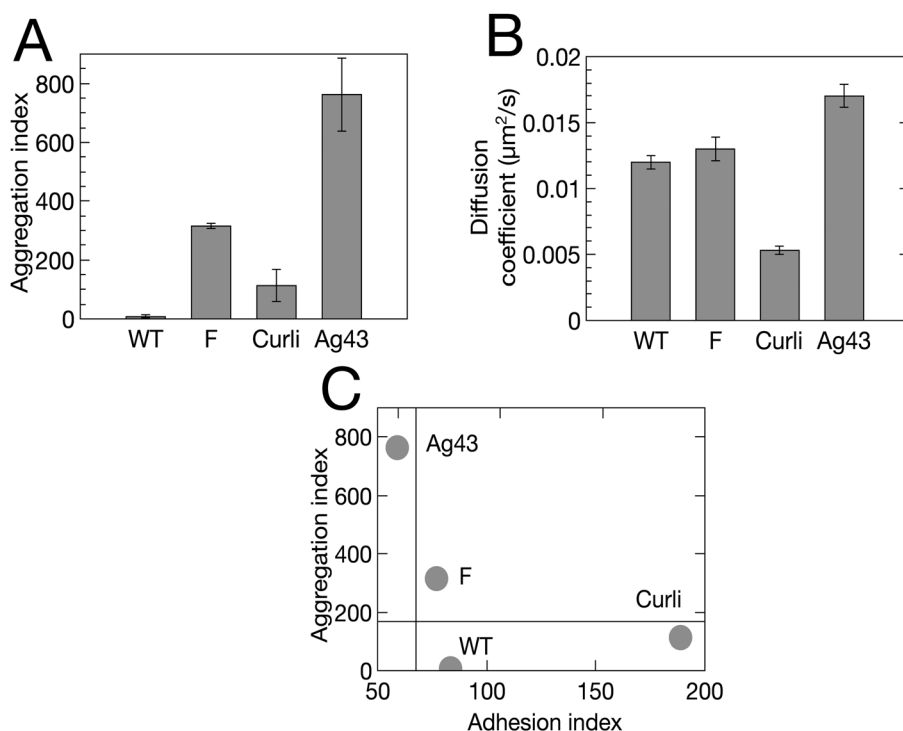 A
Aggregation index
800
600
400
200
0
WT F Curli Ag43
B
Diffusion
coefficient (µm²/s)
0.02
0.015
0.01
0.005
0
WT F Curli Ag43
C
Aggregation index
800
600
400
200
0
Ag43
F
Curli
WT
50 100 150 200
Adhesion index